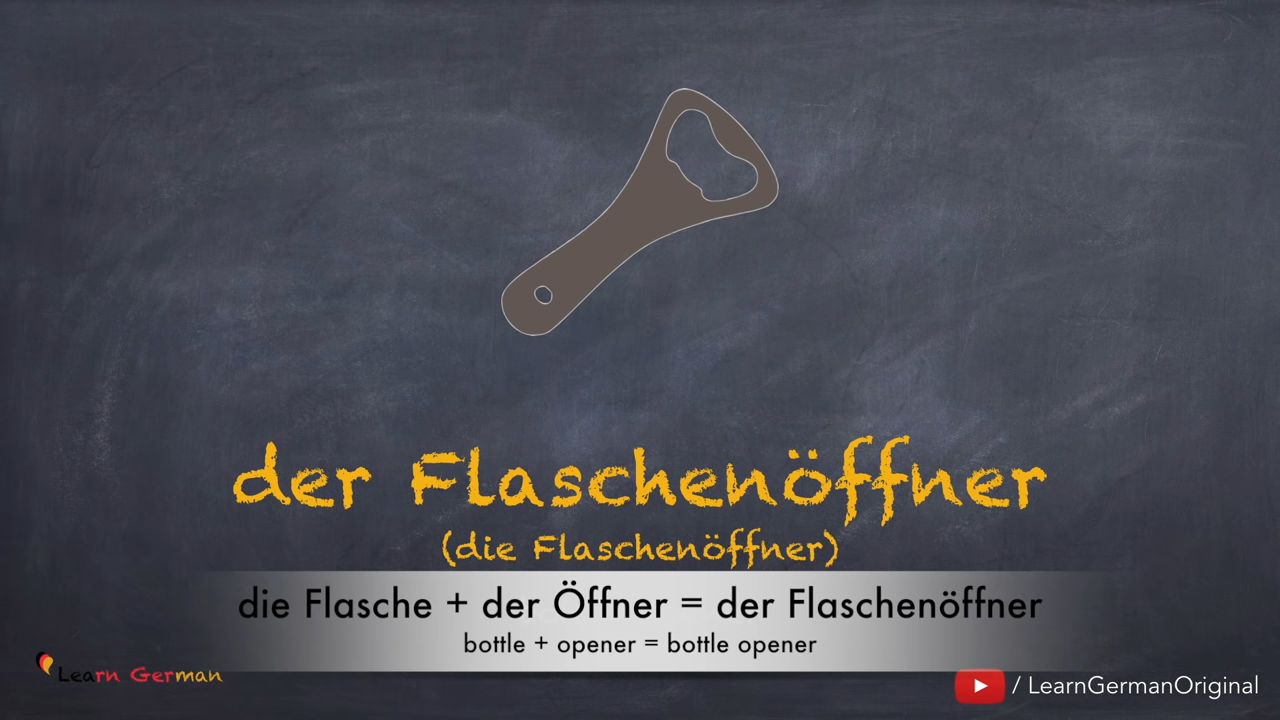 der Flaschenöffner
(die Flaschenöffner)
die Flasche + der Öffner = der Flaschenöffner
bottle + opener = bottle opener
Learn German
/ LearnGermanOriginal